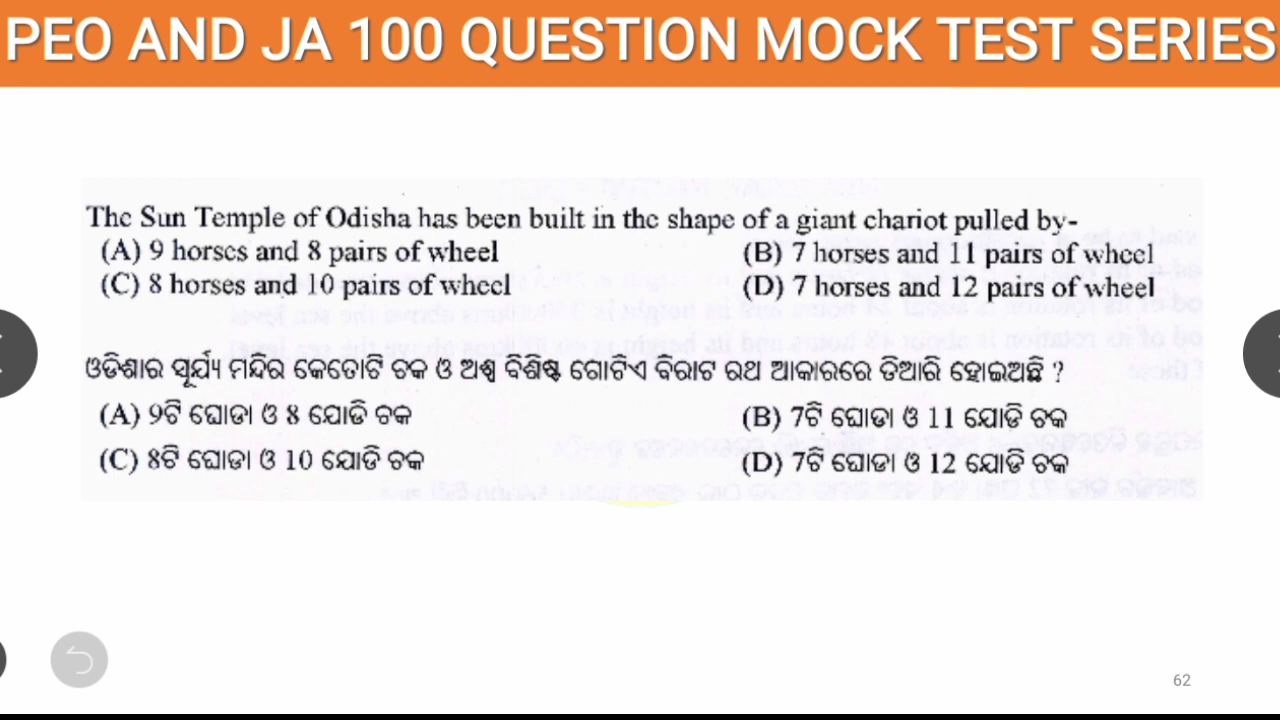 PEO AND JA 100 QUESTION MOCK TEST SERIES
The Sun Temple of Odisha has been built in the shape of a giant chariot pulled by-
(A) 9 horses and 8 pairs of wheel (B) 7 horses and 11 pairs of wheel
(C) 8 horses and 10 pairs of wheel (D) 7 horses and 12 pairs of wheel
ଓଡିଶାର ସୂର୍ଯ୍ୟ ମନ୍ଦିର କେତୋଟି ଚକ ଓ ଅଶ୍ବ ବିଶିଷ୍ଟ ଗୋଟିଏ ବିରାଟ ରଥ ଆକାରରେ ତିଆରି ହୋଇଅଛି ?
(A) 9ଟି ଘୋଡା ଓ 8 ଯୋଡି ଚକ (B) 7ଟି ଘୋଡା ଓ 11 ଯୋଡ଼ି ଚକ
(C) 8ଟି ଘୋଡା ଓ 10 ଯୋଡି ଚକ (D) 7ଟି ଘୋଡା ଓ 12 ଯୋଡି ଚକ
62